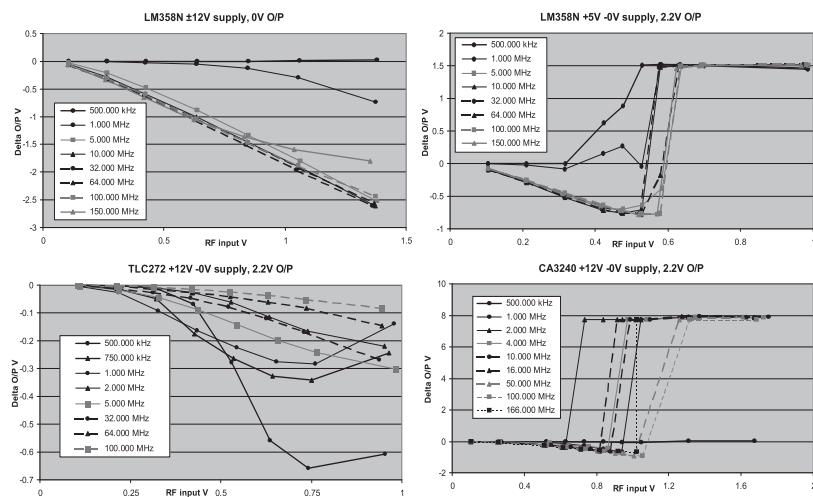 LM358N ±12V supply, 0V O/P
Delta O/P V
0.5
0
-0.5
-1
-1.5
-2
-2.5
-3
500.000 kHz
1.000 MHz
5.000 MHz
10.000 MHz
32.000 MHz
64.000 MHz
100.000 MHz
150.000 MHz
0
0.5
1
1.5
RF input V
LM358N +5V -0V supply, 2.2V O/P
Delta O/P V
2
1.5
1
0.5
0
-0.5
-1
500.000 kHz
1.000 MHz
5.000 MHz
10.000 MHz
32.000 MHz
64.000 MHz
100.000 MHz
150.000 MHz
0
0.2
0.4
0.6
0.8
1
RF input V
TLC272 +12V -0V supply, 2.2V O/P
Delta O/P V
0
-0.1
-0.2
-0.3
-0.4
-0.5
-0.6
-0.7
500.000 kHz
750.000 kHz
1.000 MHz
2.000 MHz
5.000 MHz
32.000 MHz
64.000 MHz
100.000 MHz
0
0.25
0.5
0.75
1
RF input V
CA3240 +12V -0V supply, 2.2V O/P
Delta O/P V
10
8
6
4
2
0
-2
500.000 kHz
1.000 MHz
2.000 MHz
4.000 MHz
10.000 MHz
16.000 MHz
50.000 MHz
100.000 MHz
166.000 MHz
0
0.4
0.8
1.2
1.6
2
RF input V